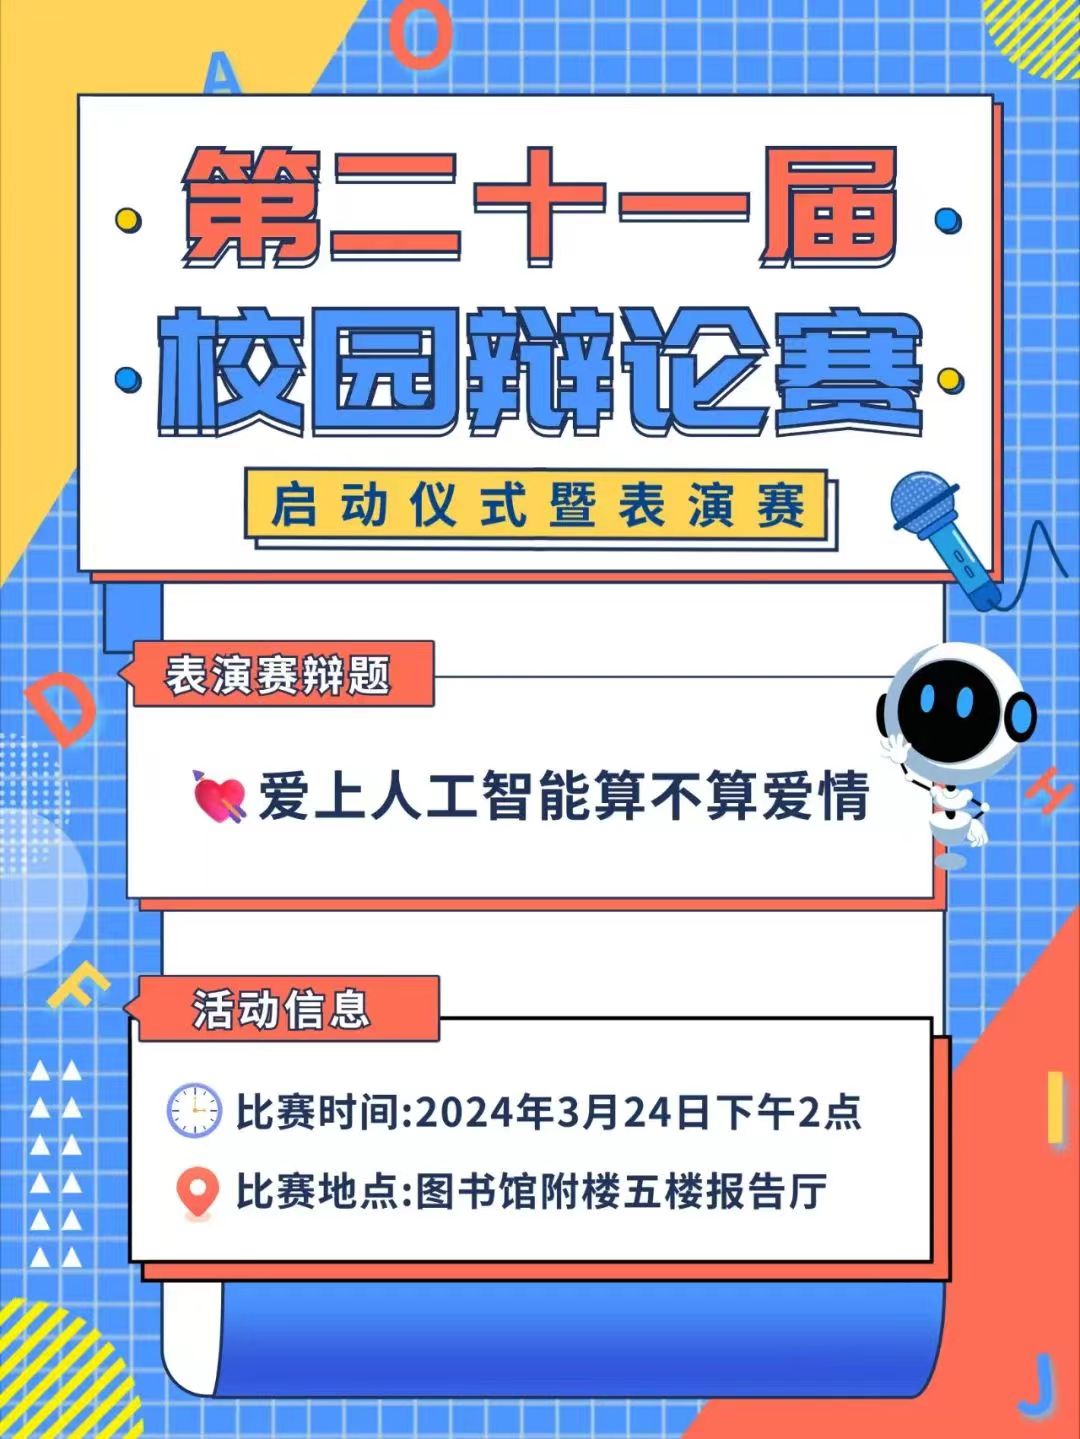 A
O
第二十一届
校园辩论赛
启动仪式暨表演赛
D
表演赛辩题
爱上人工智能算不算爱情
H
F
活动信息
比赛时间:2024年3月24日下午2点
I
比赛地点:图书馆附楼五楼报告厅
J